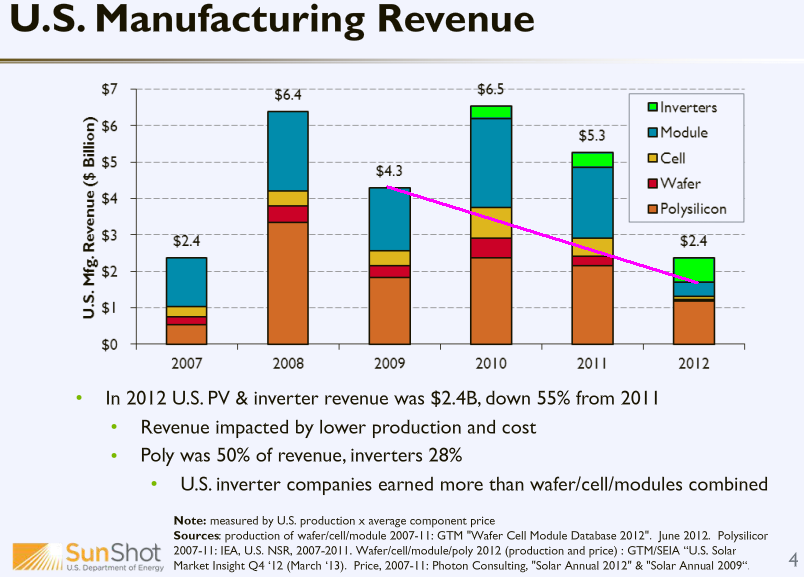 U.S. Manufacturing Revenue
$7
$6
$5
$4
$3
$2
$1
$0
U.S. Mfg. Revenue ($ Billion)
$2.4
$6.4
$4.3
$6.5
$5.3
$2.4
Inverters
Module
Cell
Wafer
Polysilicon
2007 2008 2009 2010 2011 2012
• In 2012 U.S. PV & inverter revenue was $2.4B, down 55% from 2011
• Revenue impacted by lower production and cost
• Poly was 50% of revenue, inverters 28%
• U.S. inverter companies earned more than wafer/cell/modules combined
Note: measured by U.S. production x average component price
Sources: production of wafer/cell/module 2007-11: GTM "Wafer Cell Module Database 2012". June 2012. Polysilicor
2007-11: IEA, U.S. NSR, 2007-2011. Wafer/cell/module/poly 2012 (production and price) : GTM/SEIA “U.S. Solar
Market Insight Q4 ‘12 (March ‘13). Price, 2007-11: Photon Consulting, "Solar Annual 2012" & "Solar Annual 2009“.
SunShot
U.S. Department of Energy
4